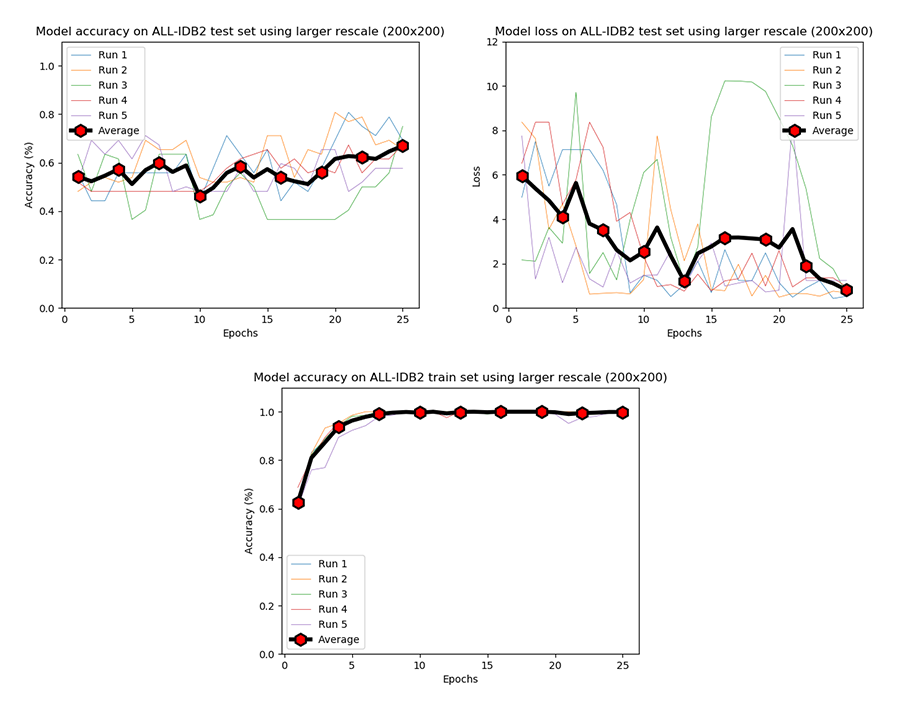 Model accuracy on ALL-IDB2 test set using larger rescale (200x200)
1.0
0.8
0.6
0.4
0.2
0.0
Accuracy (%)
Run 1
Run 2
Run 3
Run 4
Run 5
Average
0 5 10 15 20 25
Epochs
Model loss on ALL-IDB2 test set using larger rescale (200x200)
12
10
8
6
4
2
0
Loss
Run 1
Run 2
Run 3
Run 4
Run 5
Average
0 5 10 15 20 25
Epochs
Model accuracy on ALL-IDB2 train set using larger rescale (200x200)
1.0
0.8
0.6
0.4
0.2
0.0
Accuracy (%)
Run 1
Run 2
Run 3
Run 4
Run 5
Average
0 5 10 15 20 25
Epochs